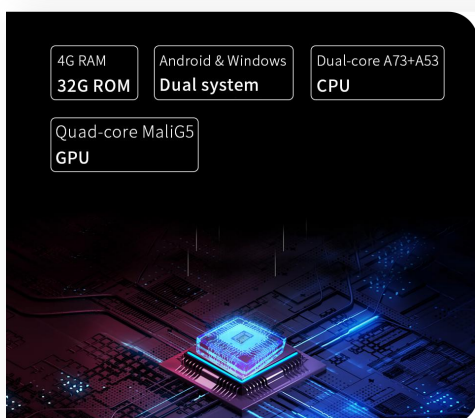 4G RAM
32G ROM
Android & Windows
Dual system
Dual-core A73+A53
CPU
Quad-core MaliG5
GPU